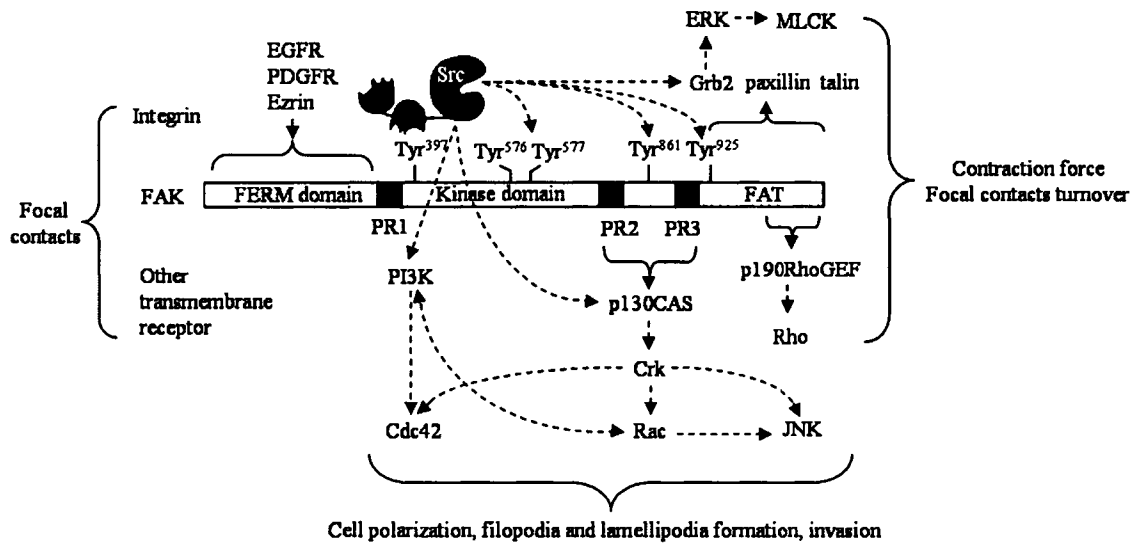 ERK MLCK
EGFR
PDGFR
Ezrin
Src
Grb2 paxillin talin
Integrin
Tyr397 Tyr576 Tyr577 Tyr861 Tyr925
Contraction force
Focal contacts turnover
FAK FERM domain Kinase domain FAT
Focal
contacts
PR1 PR2 PR3
Other
transmembrane
receptor
PI3K p130CAS p190RhoGEF
Rho
Crk
Cdc42 Rac JNK
Cell polarization, filopodia and lamellipodia formation, invasion